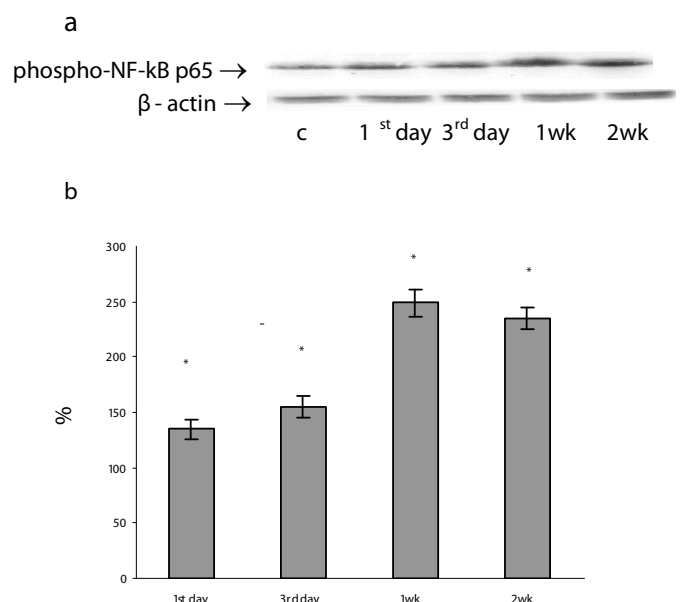 a
phospho-NF-kB p65 →
β - actin →
c 1 st day 3rd day 1wk 2wk
b
300
250
200
150
100
50
0
%
*
*
*
*
-
1st day 3rd day 1wk 2wk